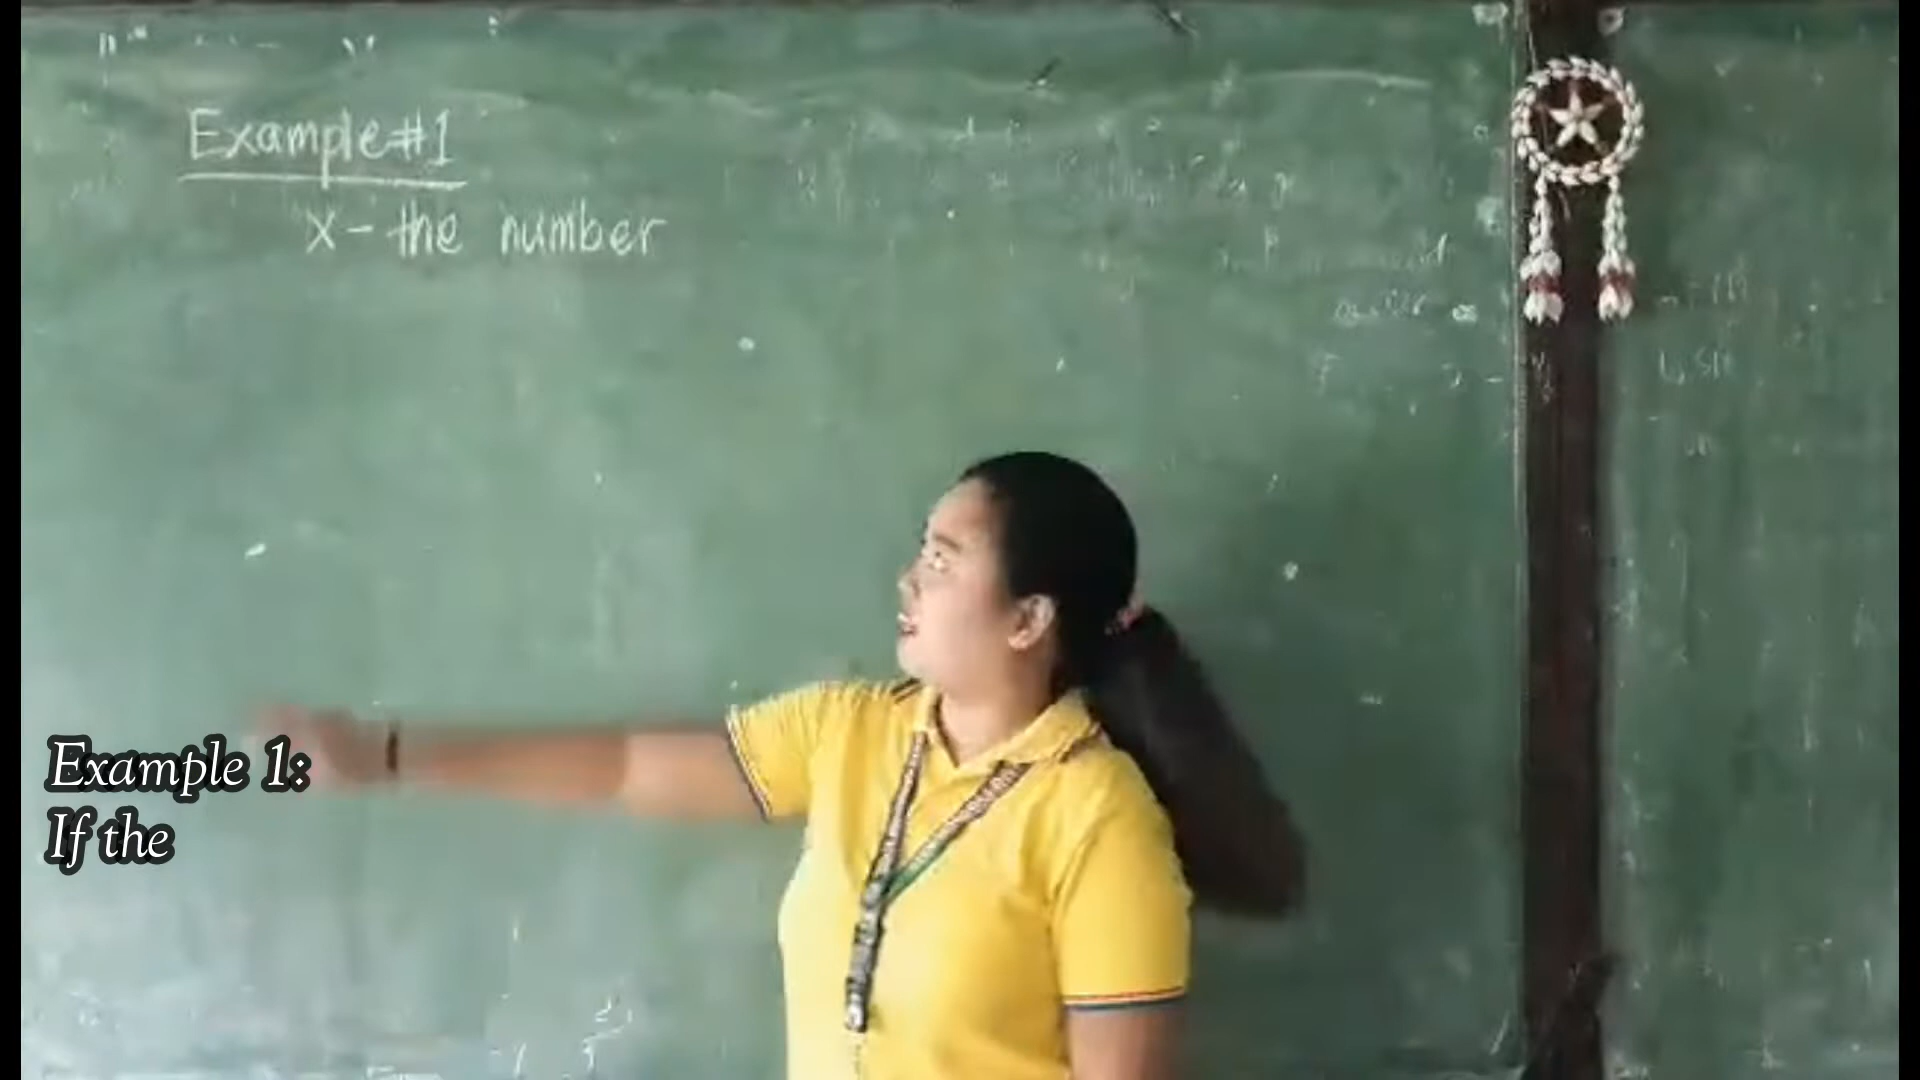 Example #1
x - the number
Example 1:
If the